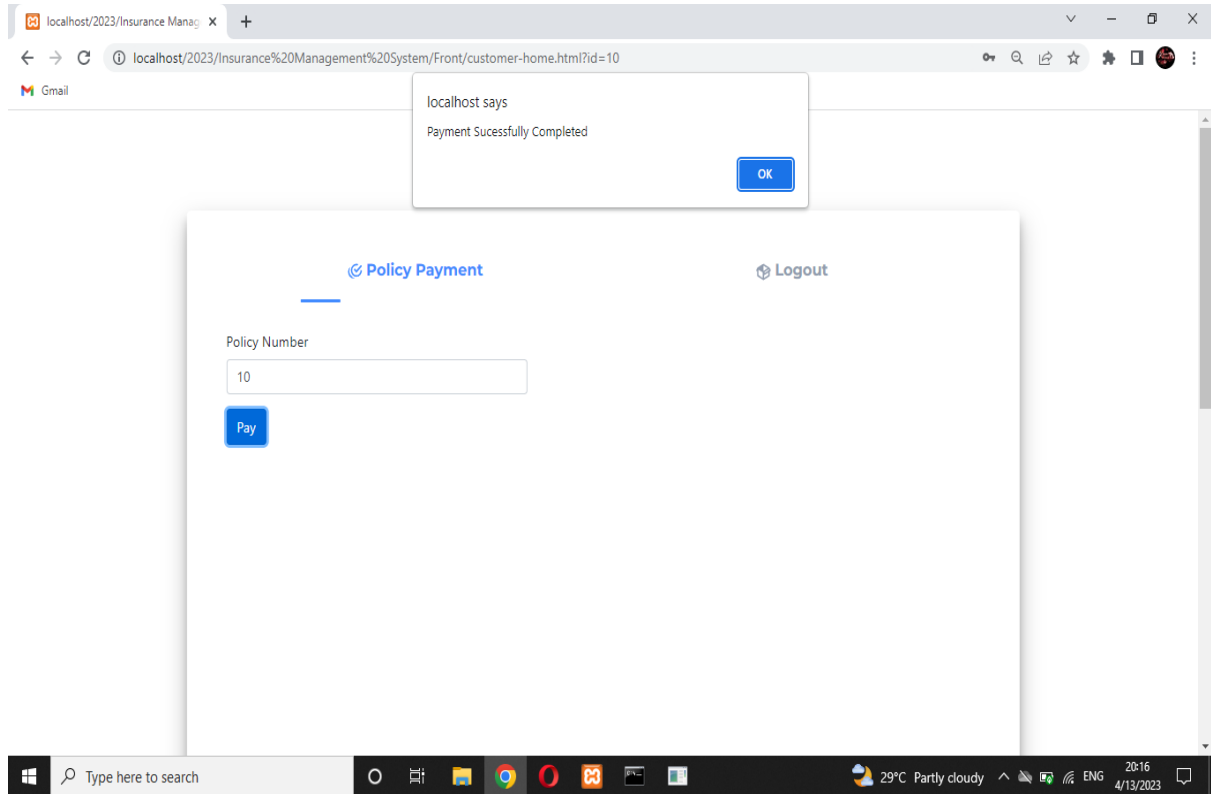 localhost/2023/Insurance Manag
localhost/2023/Insurance%20Management%20System/Front/customer-home.html?id=10
Gmail
localhost says
Payment Sucessfully Completed
OK
Policy Payment
Logout
Policy Number
10
Pay
Type here to search
29°C Partly cloudy
ENG
20:16
4/13/2023